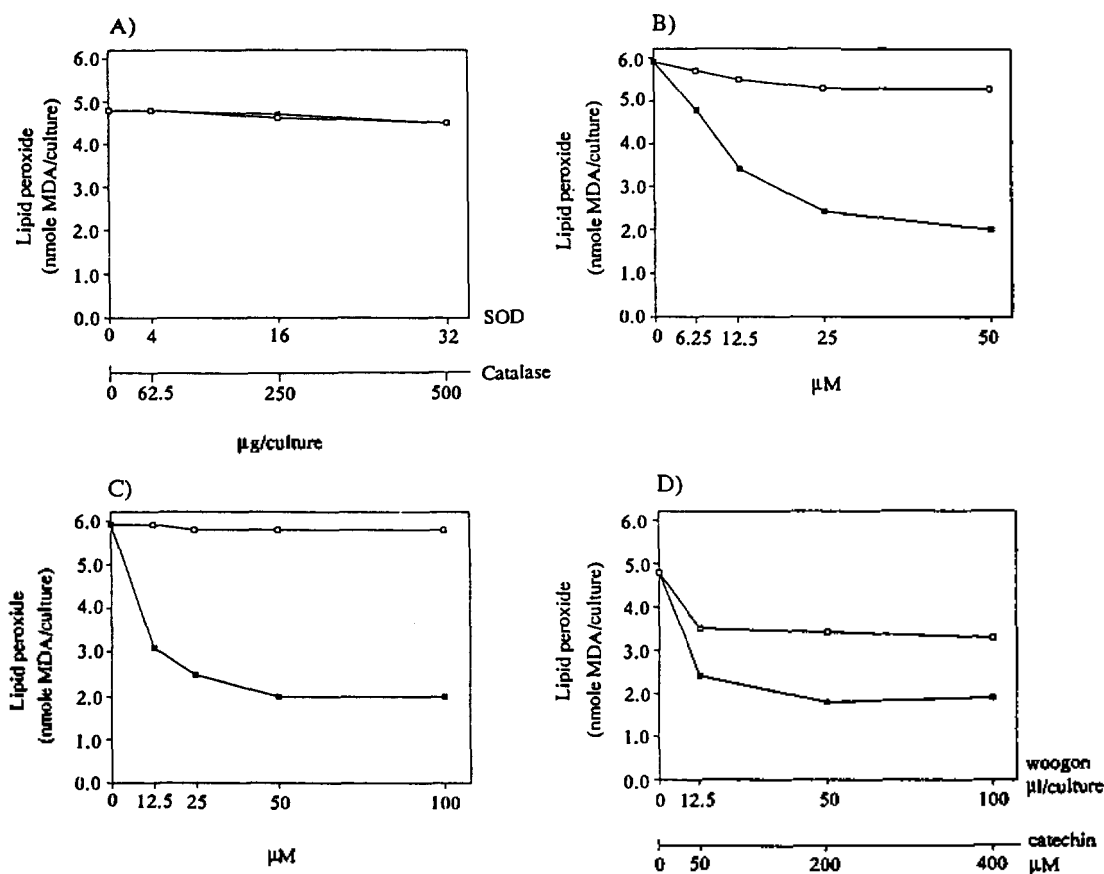 A)
Lipid peroxide
(nmole MDA/culture)
6.0
5.0
4.0
3.0
2.0
1.0
0.0
0 4 16 32
SOD
0 62.5 250 500
Catalase
μg/culture
B)
Lipid peroxide
(nmole MDA/culture)
6.0
5.0
4.0
3.0
2.0
1.0
0.0
0 6.25 12.5 25 50
μM
C)
Lipid peroxide
(nmole MDA/culture)
6.0
5.0
4.0
3.0
2.0
1.0
0.0
0 12.5 25 50 100
μM
D)
Lipid peroxide
(nmole MDA/culture)
6.0
5.0
4.0
3.0
2.0
1.0
0.0
0 12.5 50 100
woogon
μl/culture
0 50 200 400
catechin
μM